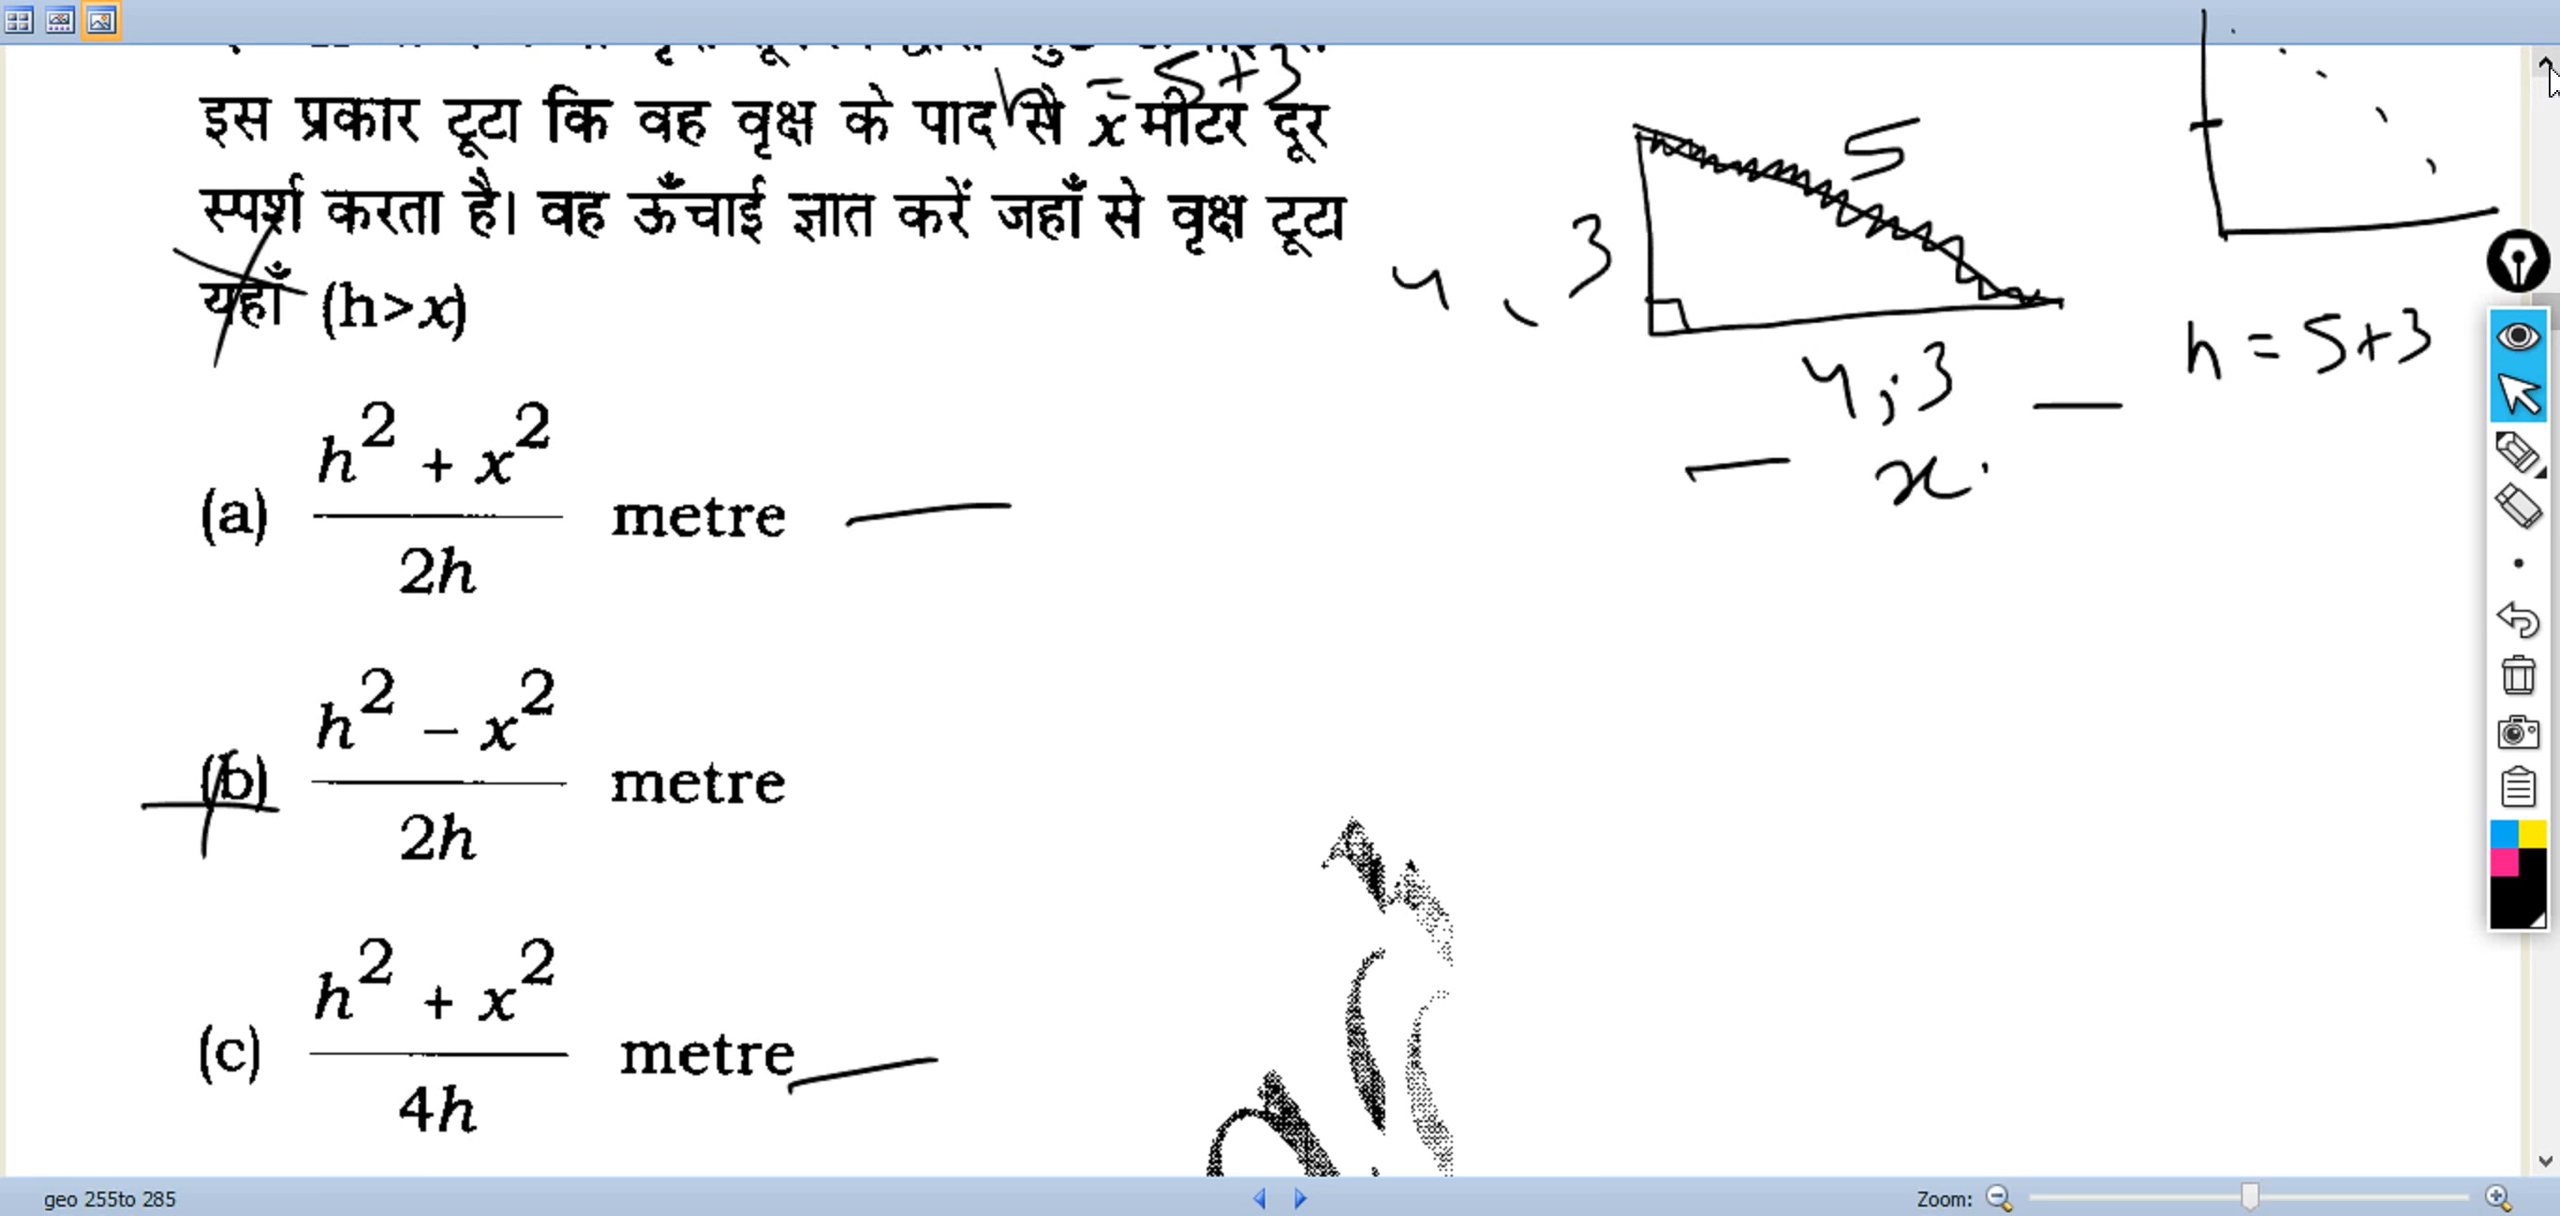 h = 5+3
इस प्रकार टूटा कि वह वृक्ष के पाद से x मीटर दूर
स्पर्श करता है। वह ऊँचाई ज्ञात करें जहाँ से वृक्ष टूटा
यहाँ (h>x)
(a) h² + x² / 2h metre
(b) h² – x² / 2h metre
(c) h² + x² / 4h metre
5
4, 3
4, 3
x
h = 5+3
geo 255to 285
Zoom: